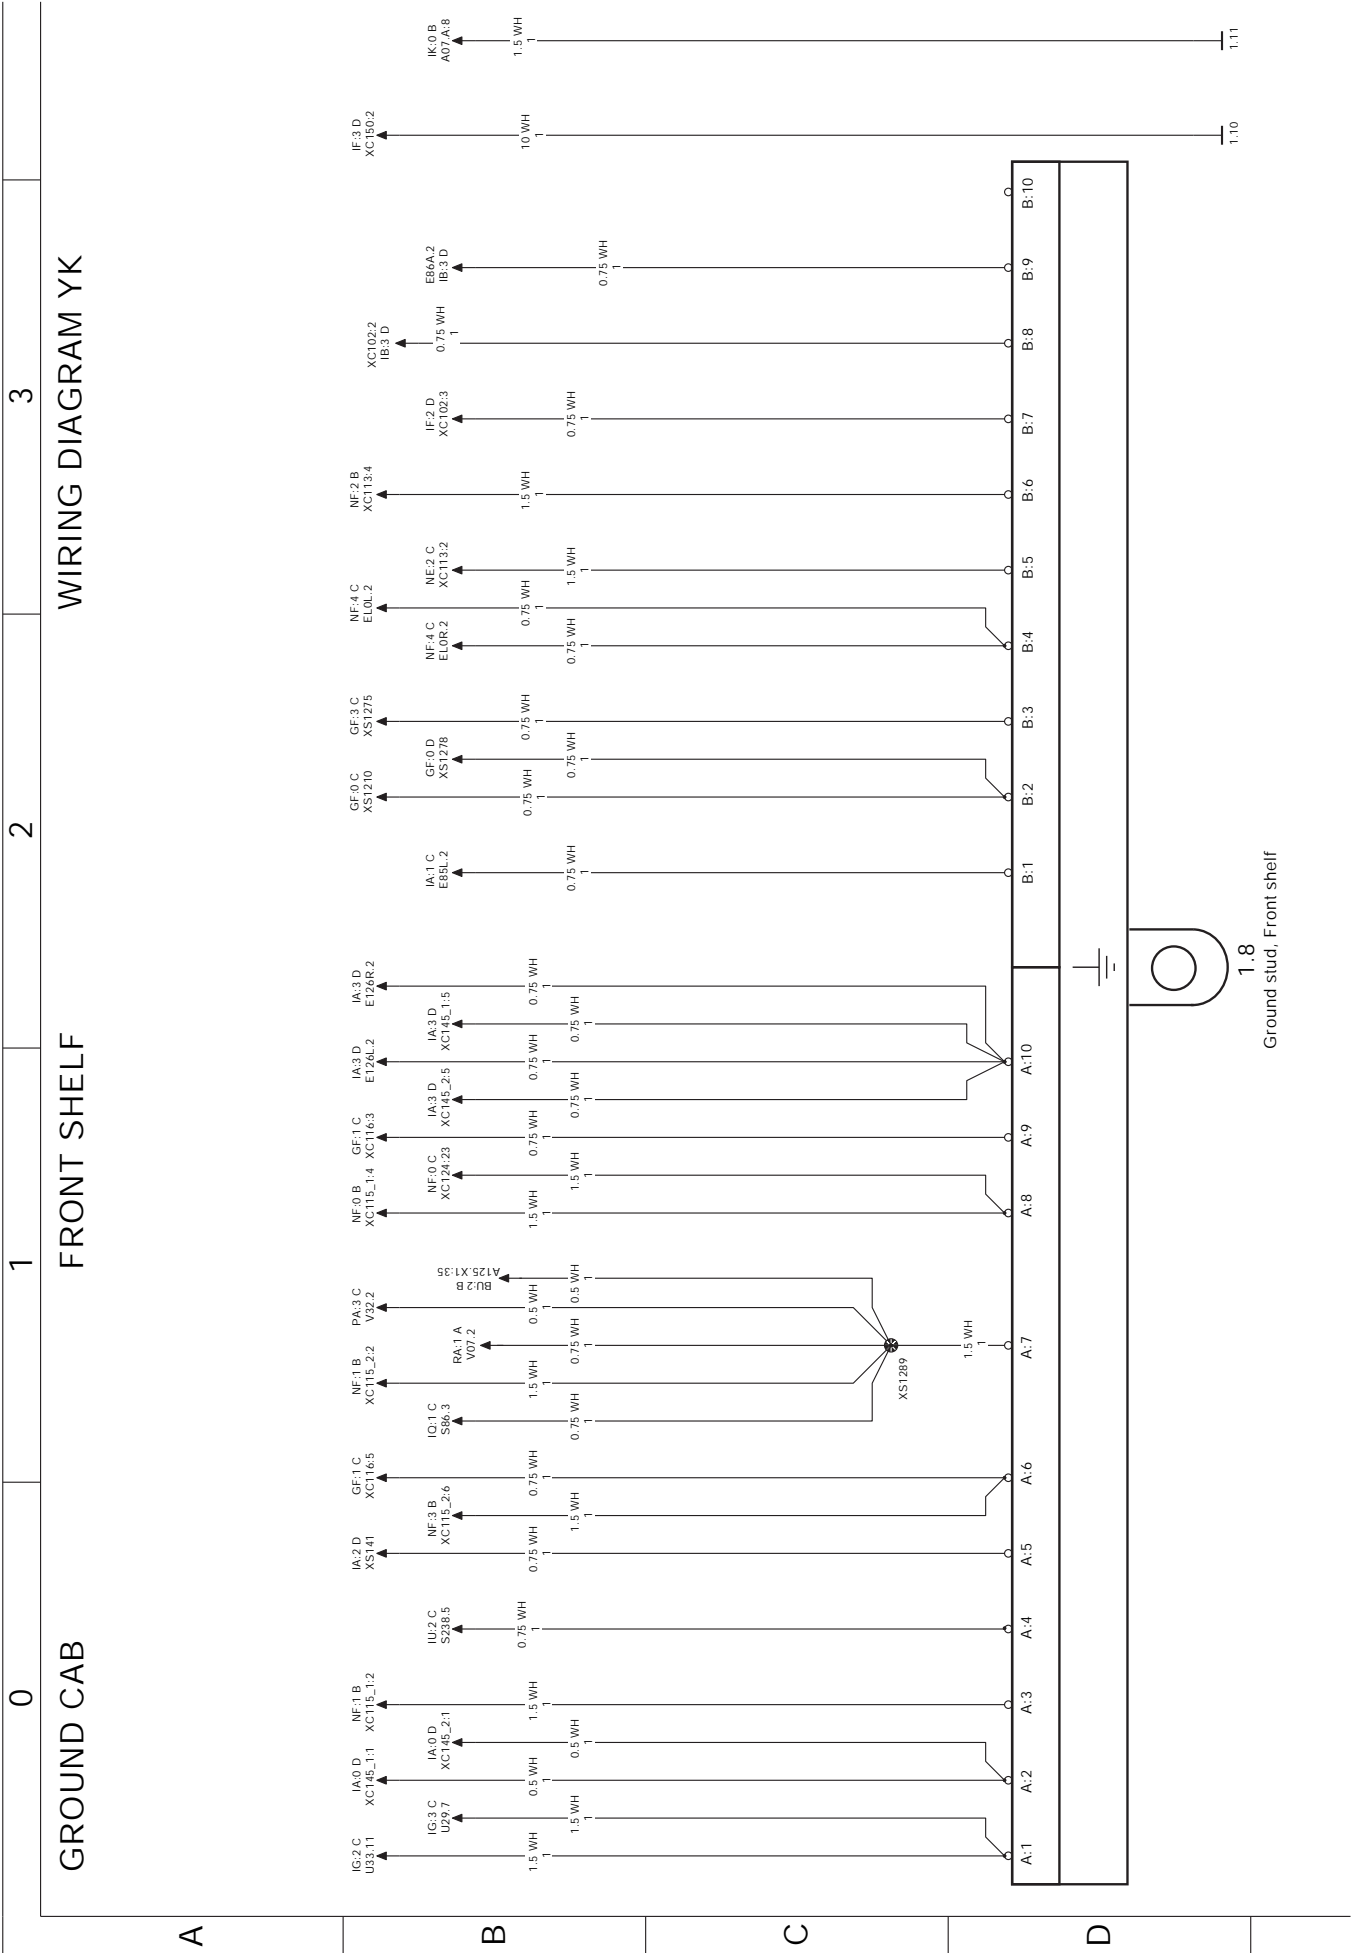 0
1
2
3
GROUND CAB
FRONT SHELF
WIRING DIAGRAM YK
A
B
C
D
IG:2 C
U33.11
1.5 WH
1
IG:3 C
U29.7
1.5 WH
1
IA:0 D
XC145_1:1
0.5 WH
1
IA:0 D
XC145_2:1
0.5 WH
1
NF:1 B
XC115_1:2
1.5 WH
1
IU:2 C
S238.5
0.75 WH
1
IA:2 D
XS141
0.75 WH
1
NF:3 B
XC115_2:6
1.5 WH
1
GF:1 C
XC116:5
0.75 WH
1
IQ:1 C
S86.3
0.75 WH
1
NF:1 B
XC115_2:2
1.5 WH
1
RA:1 A
V07.2
0.75 WH
1
PA:3 C
V32.2
0.5 WH
1
BU:2 B
A125.X1:35
0.5 WH
1
XS1289
1.5 WH
1
NF:0 B
XC115_1:4
1.5 WH
1
NF:0 C
XC124:23
1.5 WH
1
GF:1 C
XC116:3
0.75 WH
1
IA:3 D
XC145_2:5
0.75 WH
1
IA:3 D
E126L.2
0.75 WH
1
IA:3 D
XC145_1:5
0.75 WH
1
IA:3 D
E126R.2
0.75 WH
1
IA:1 C
E85L.2
0.75 WH
1
GF:0 C
XS1210
0.75 WH
1
GF:0 D
XS1278
0.75 WH
1
GF:3 C
XS1275
0.75 WH
1
NF:4 C
EL0R.2
0.75 WH
1
NF:4 C
EL0L.2
0.75 WH
1
NE:2 C
XC113:2
1.5 WH
1
NF:2 B
XC113:4
1.5 WH
1
IF:2 D
XC102:3
0.75 WH
1
XC102:2
IB:3 D
0.75 WH
1
E86A.2
IB:3 D
0.75 WH
1
IF:3 D
XC150:2
10 WH
1
IK:0 B
A07.A:8
1.5 WH
1
A:1
A:2
A:3
A:4
A:5
A:6
A:7
A:8
A:9
A:10
B:1
B:2
B:3
B:4
B:5
B:6
B:7
B:8
B:9
B:10
1.10
1.11
1.8
Ground stud, Front shelf